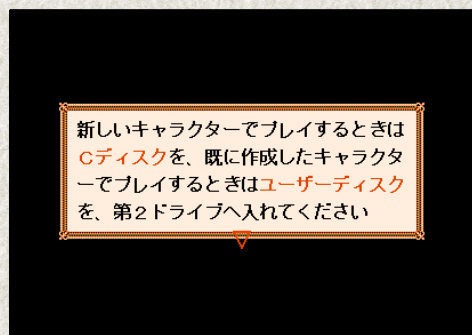 新しいキャラクターでプレイするときは
Cディスクを、既に作成したキャラクタ
ーでプレイするときはユーザーディスク
を、第2ドライブへ入れてください